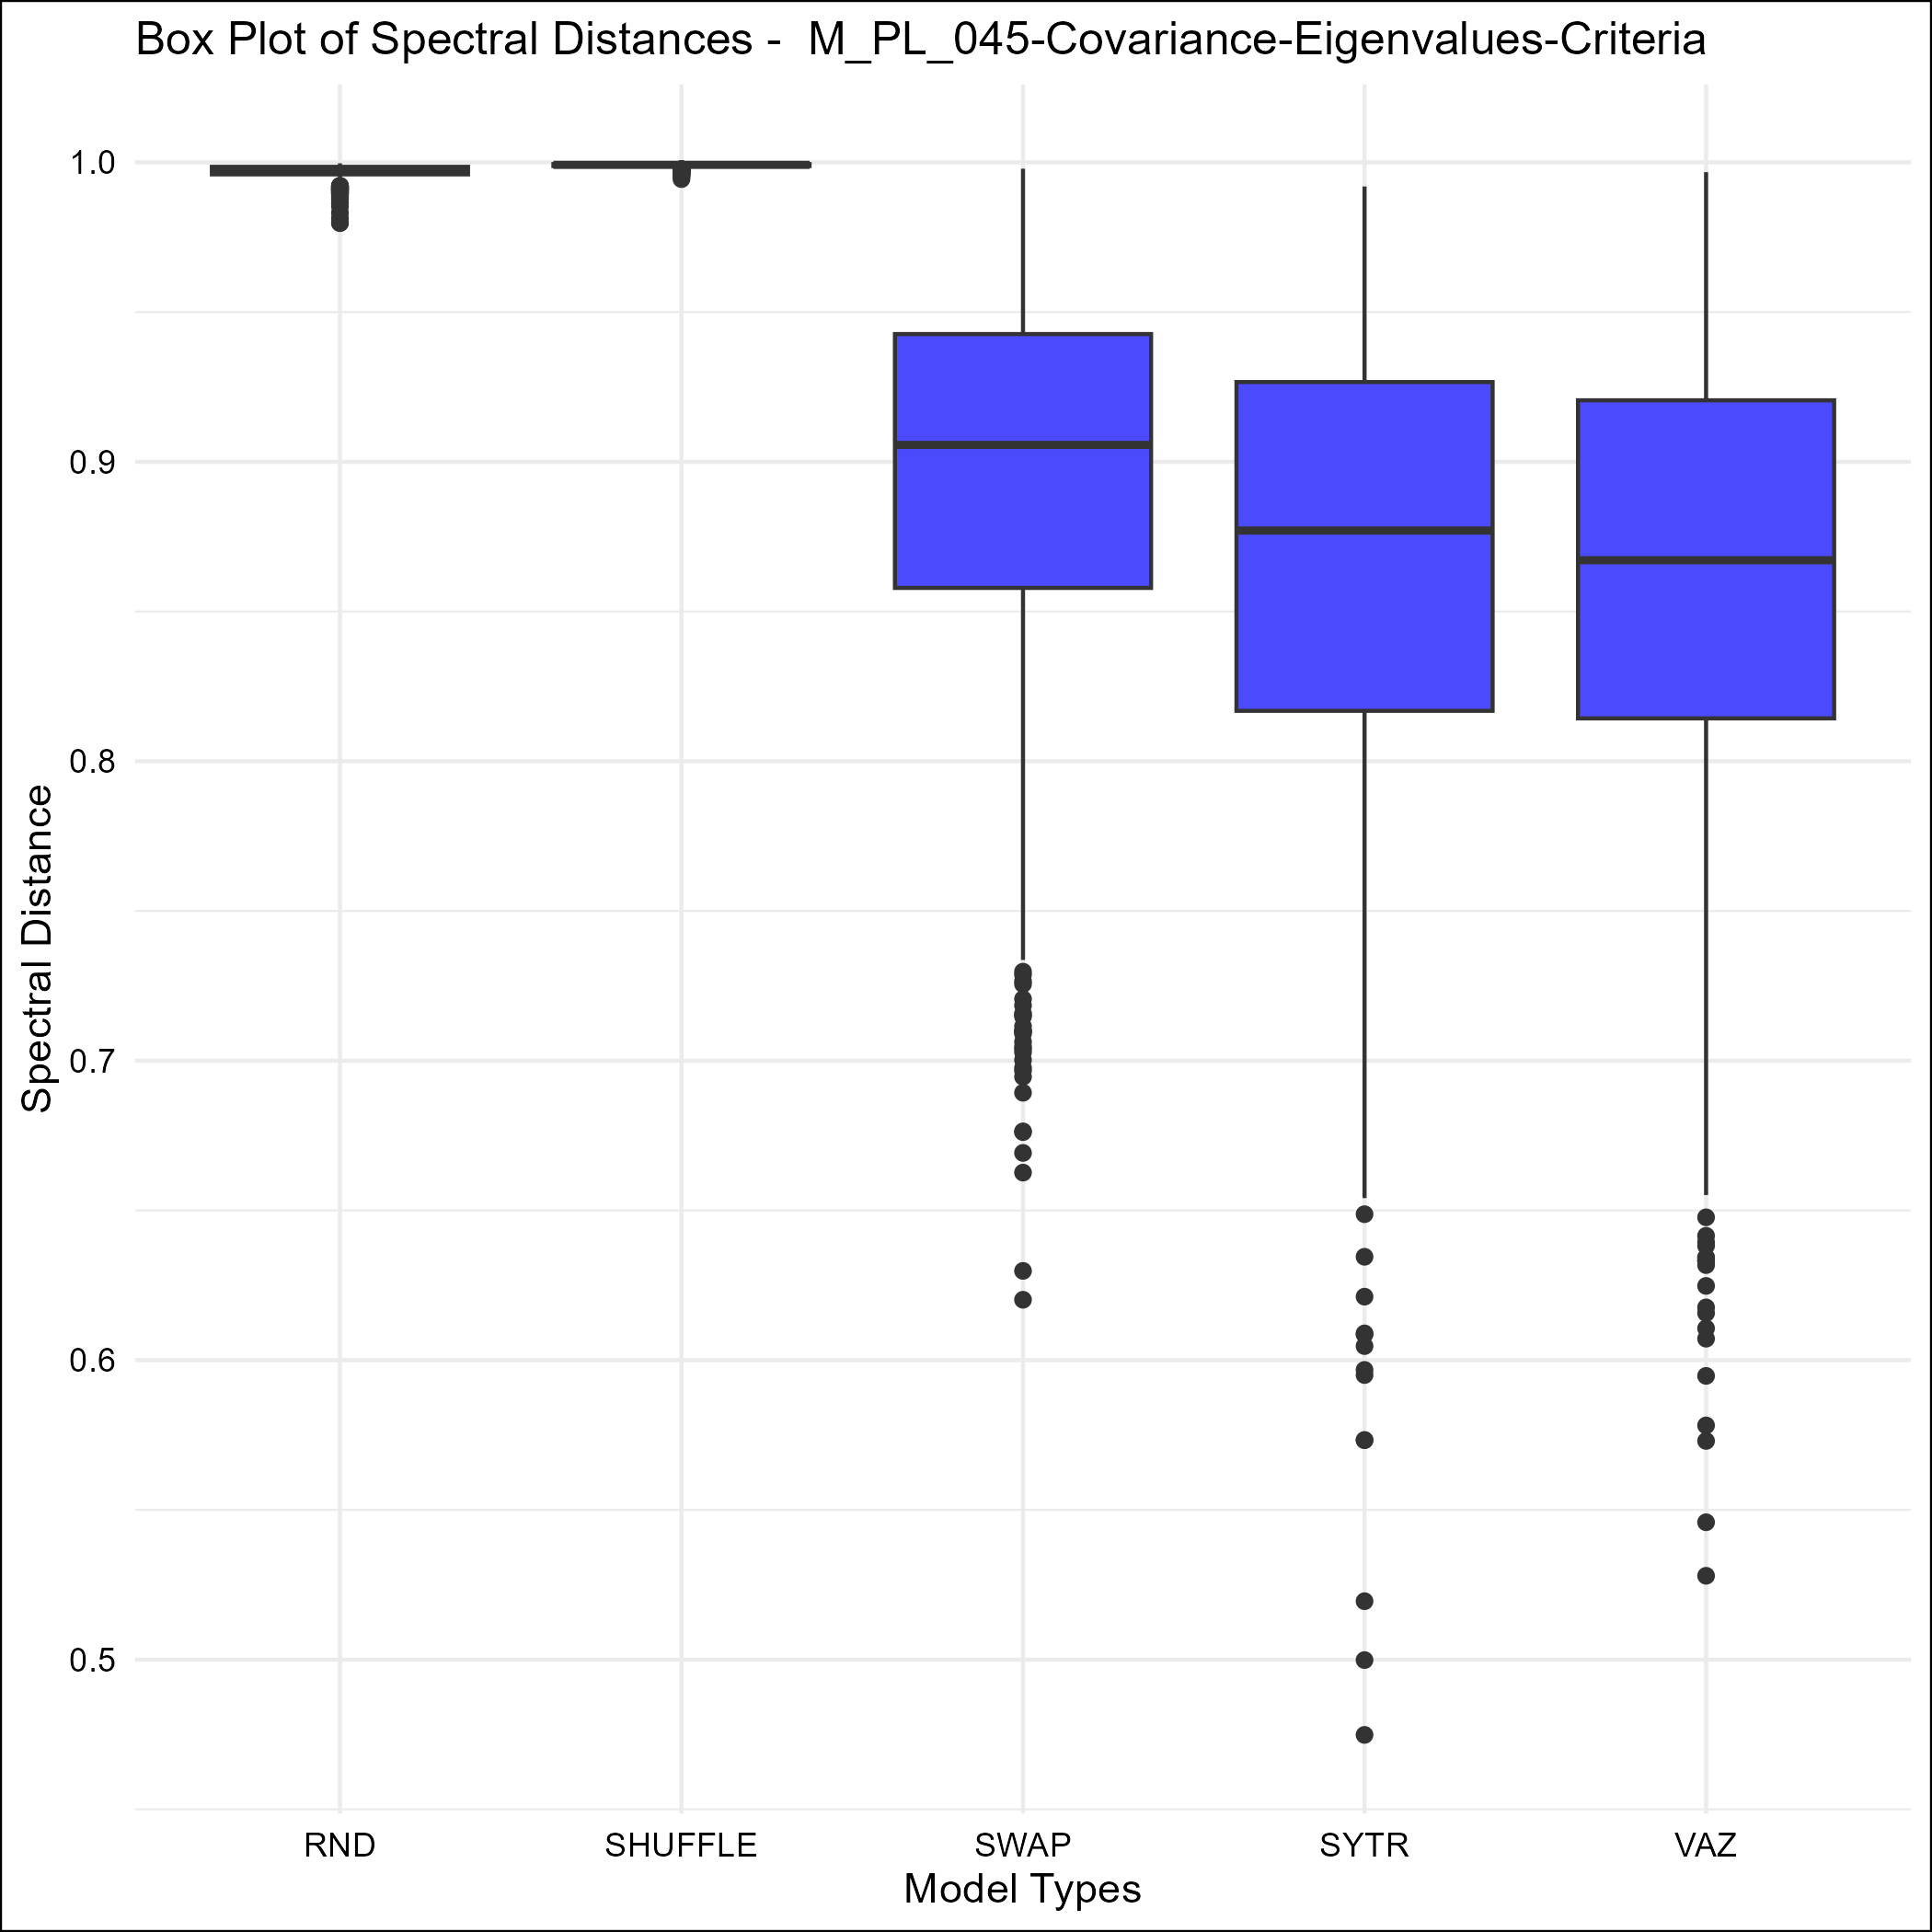 Box Plot of Spectral Distances -  M_PL_045-Covariance-Eigenvalues-Criteria
Spectral Distance
1.0
0.9
0.8
0.7
0.6
0.5
RND SHUFFLE SWAP SYTR VAZ
Model Types